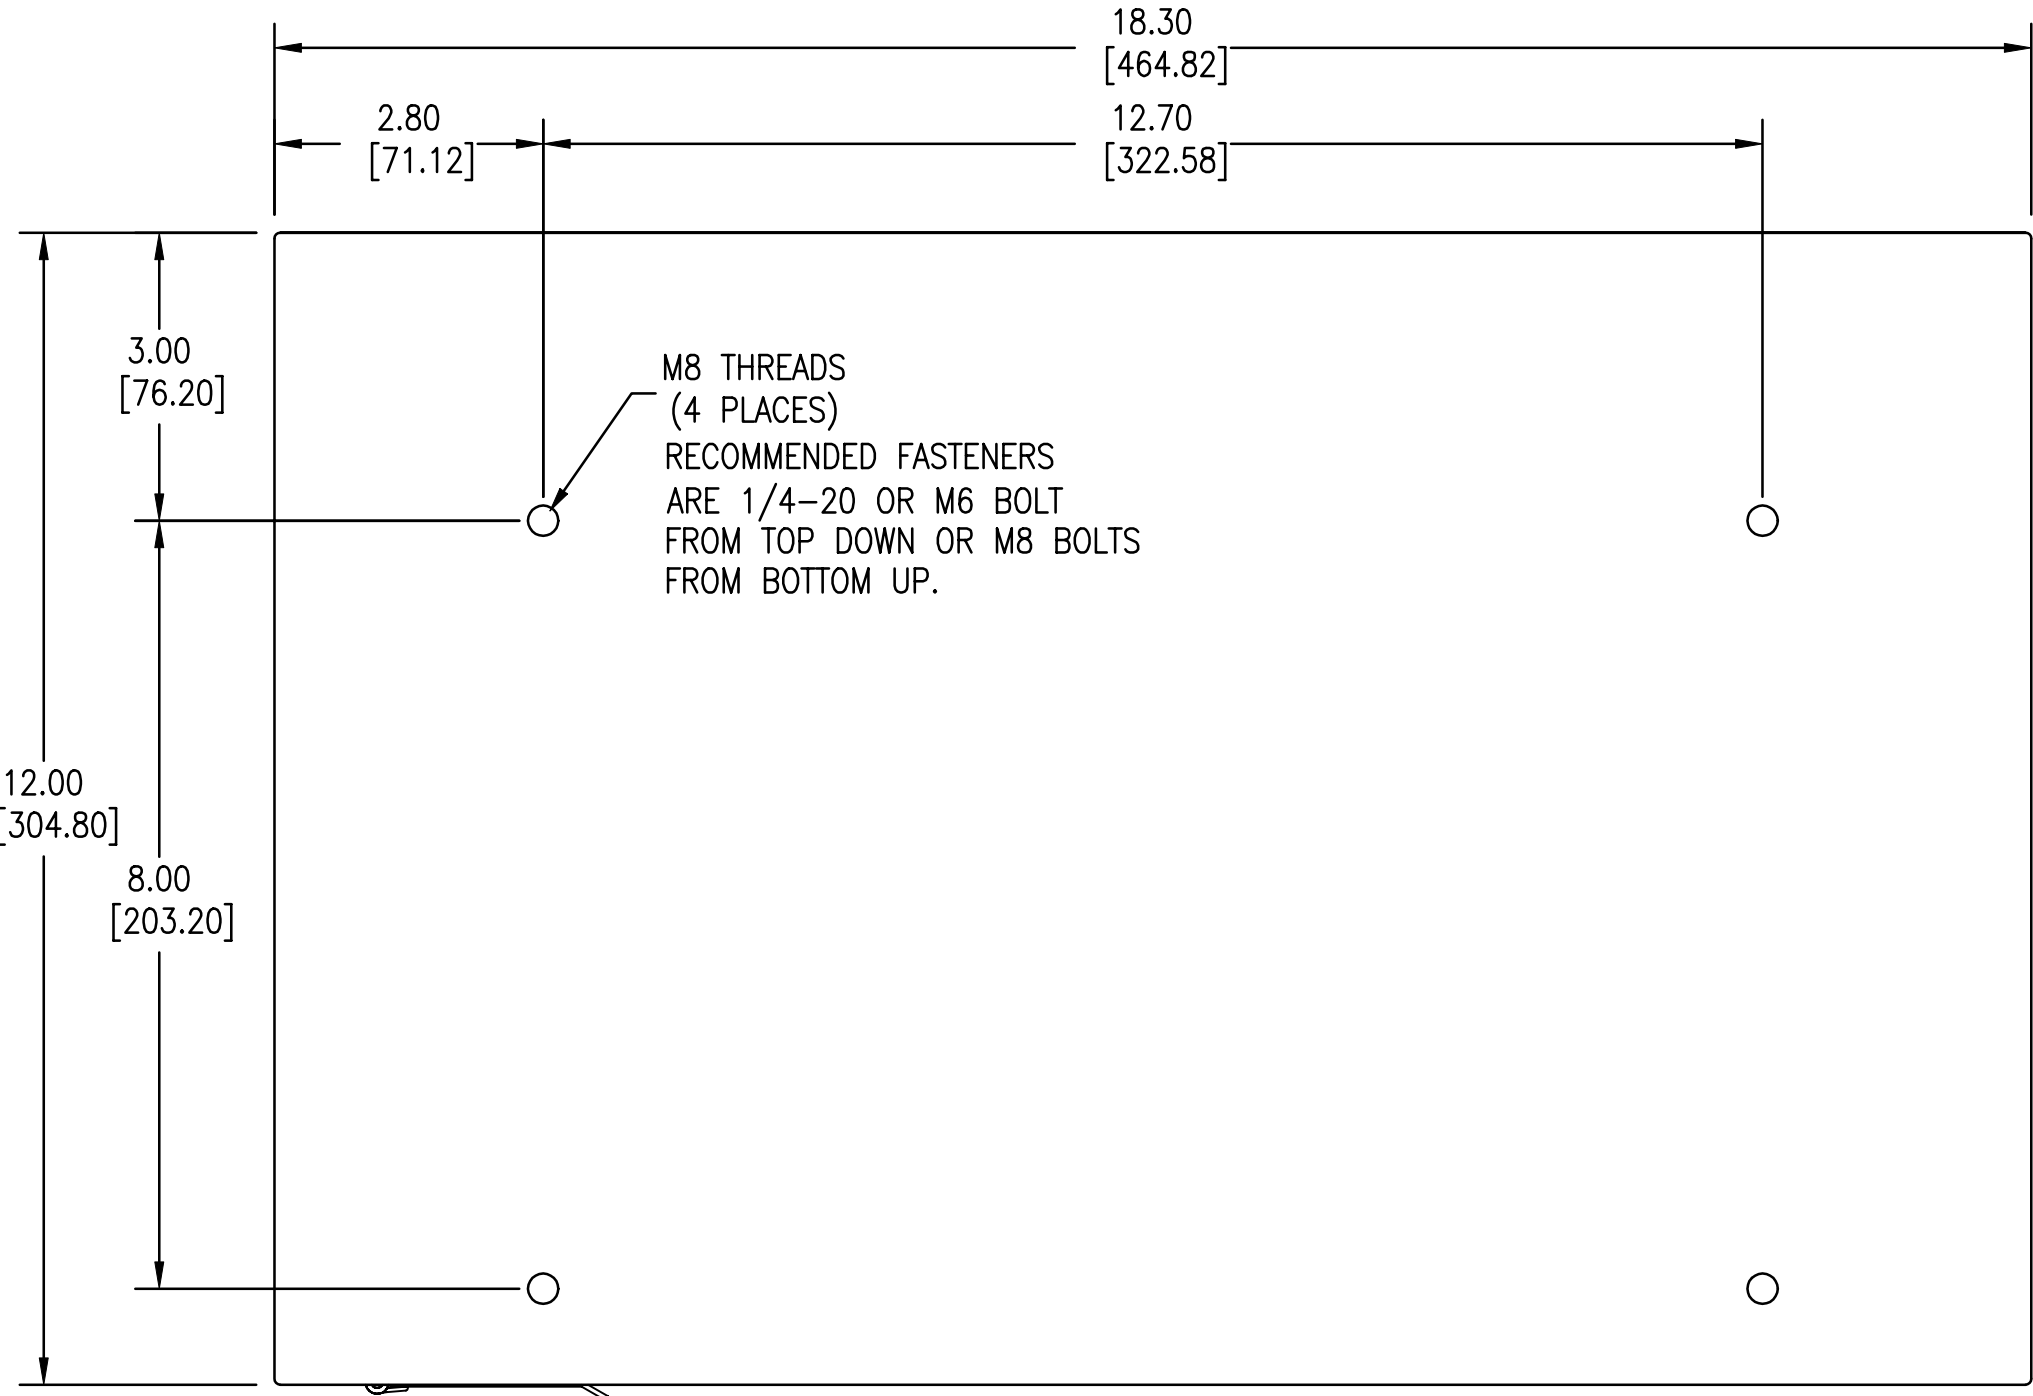 18.30
[464.82]
2.80
[71.12]
12.70
[322.58]
3.00
[76.20]
M8 THREADS
(4 PLACES)
RECOMMENDED FASTENERS
ARE 1/4-20 OR M6 BOLT
FROM TOP DOWN OR M8 BOLTS
FROM BOTTOM UP.
12.00
[304.80]
8.00
[203.20]